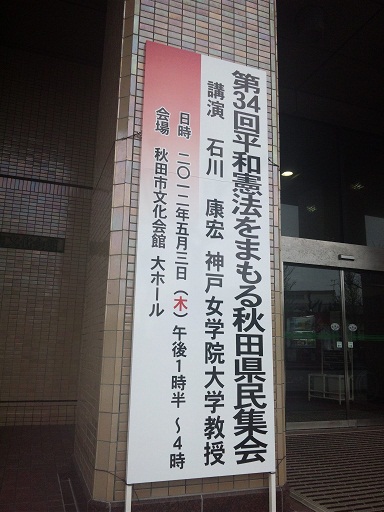 第34回平和憲法をまもる秋田県民集会
講演 石川 康宏 神戸女学院大学教授
日時 二〇一二年五月三日(木)午後1時半～4時
会場 秋田市文化会館 大ホール